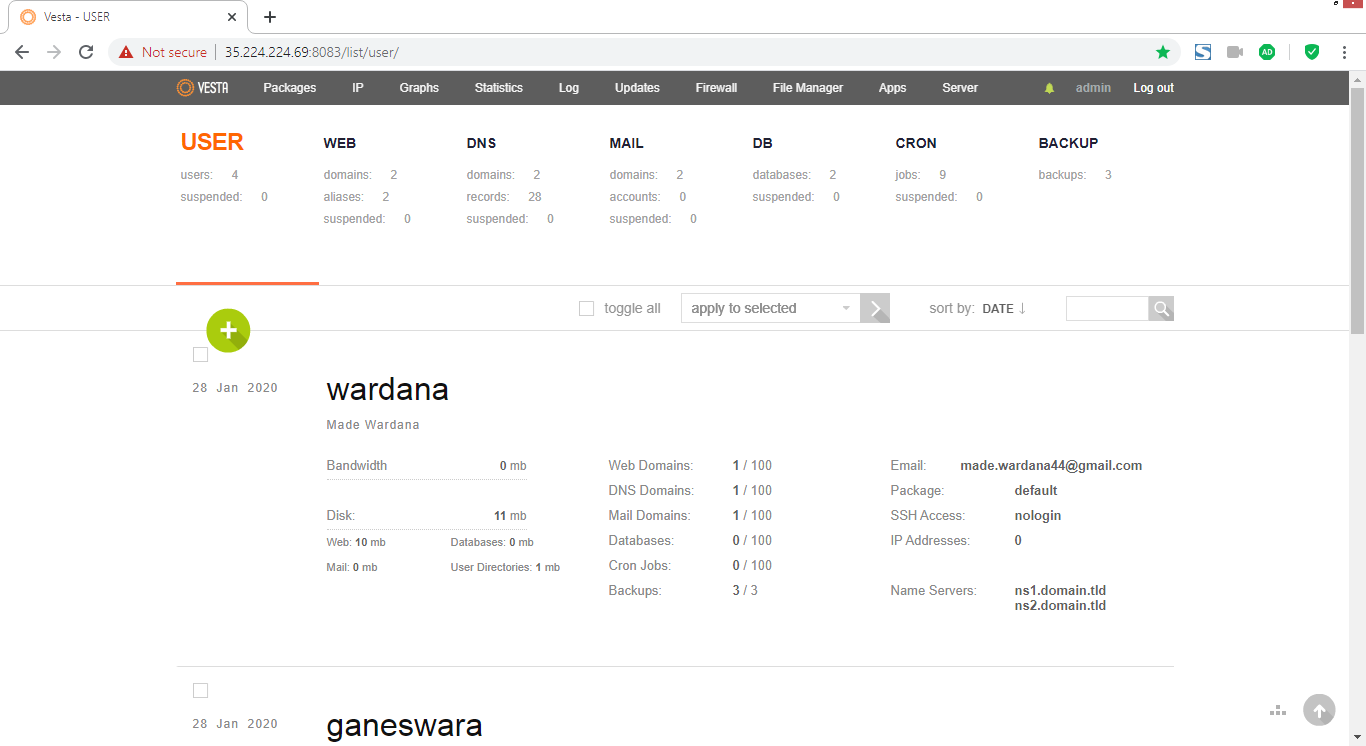 Vesta - USER
Not secure 35.224.224.69:8083/list/user/
AD
VESTA Packages IP Graphs Statistics Log Updates Firewall File Manager Apps Server admin Log out
USER WEB DNS MAIL DB CRON BACKUP
users: 4 domains: 2 domains: 2 domains: 2 databases: 2 jobs: 9 backups: 3
suspended: 0 aliases: 2 records: 28 accounts: 0 suspended: 0 suspended: 0
suspended: 0 suspended: 0 suspended: 0
toggle all apply to selected sort by: DATE ↓
28 Jan 2020 wardana
Made Wardana
Bandwidth 0 mb Web Domains: 1 / 100 Email: made.wardana44@gmail.com
DNS Domains: 1 / 100 Package: default
Disk: 11 mb Mail Domains: 1 / 100 SSH Access: nologin
Web: 10 mb Databases: 0 mb Databases: 0 / 100 IP Addresses: 0
Mail: 0 mb User Directories: 1 mb Cron Jobs: 0 / 100
Backups: 3 / 3 Name Servers: ns1.domain.tld
ns2.domain.tld
28 Jan 2020 ganeswara